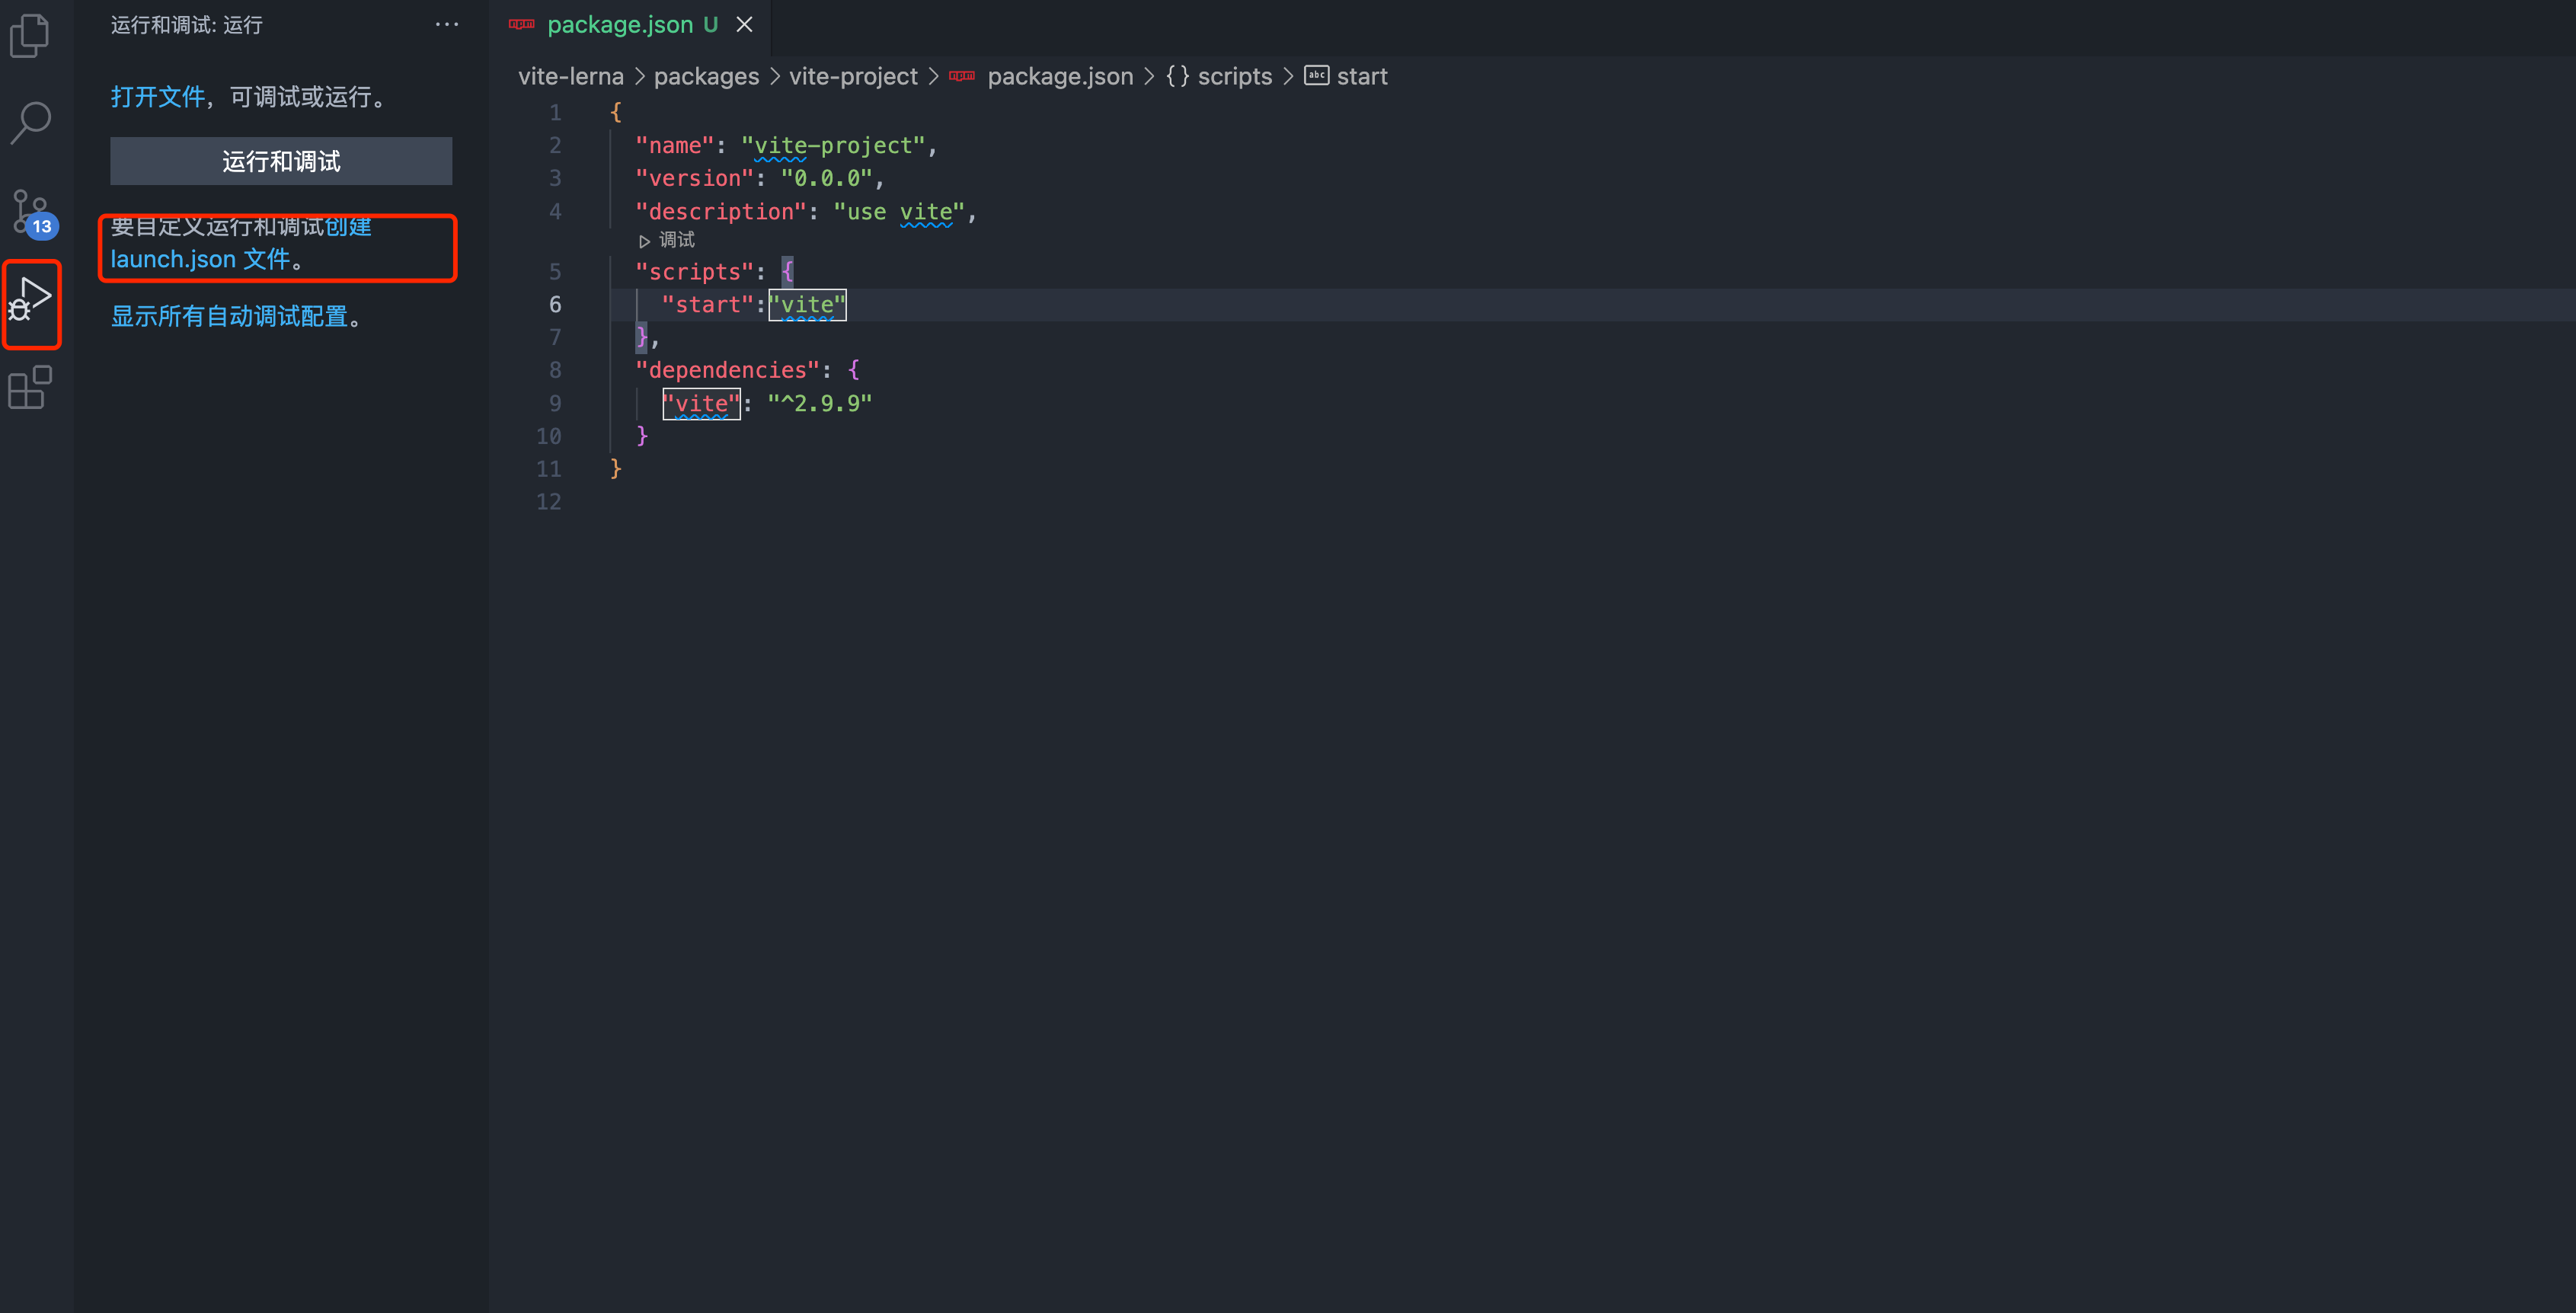 运行和调试: 运行
打开文件，可调试或运行。
运行和调试
要自定义运行和调试创建
launch.json 文件。
显示所有自动调试配置。
13
package.json U
vite-lerna > packages > vite-project > package.json > {} scripts > abc start
1 {
2 "name": "vite-project",
3 "version": "0.0.0",
4 "description": "use vite",
调试
5 "scripts": {
6 "start":"vite"
7 },
8 "dependencies": {
9 "vite": "^2.9.9"
10 }
11 }
12